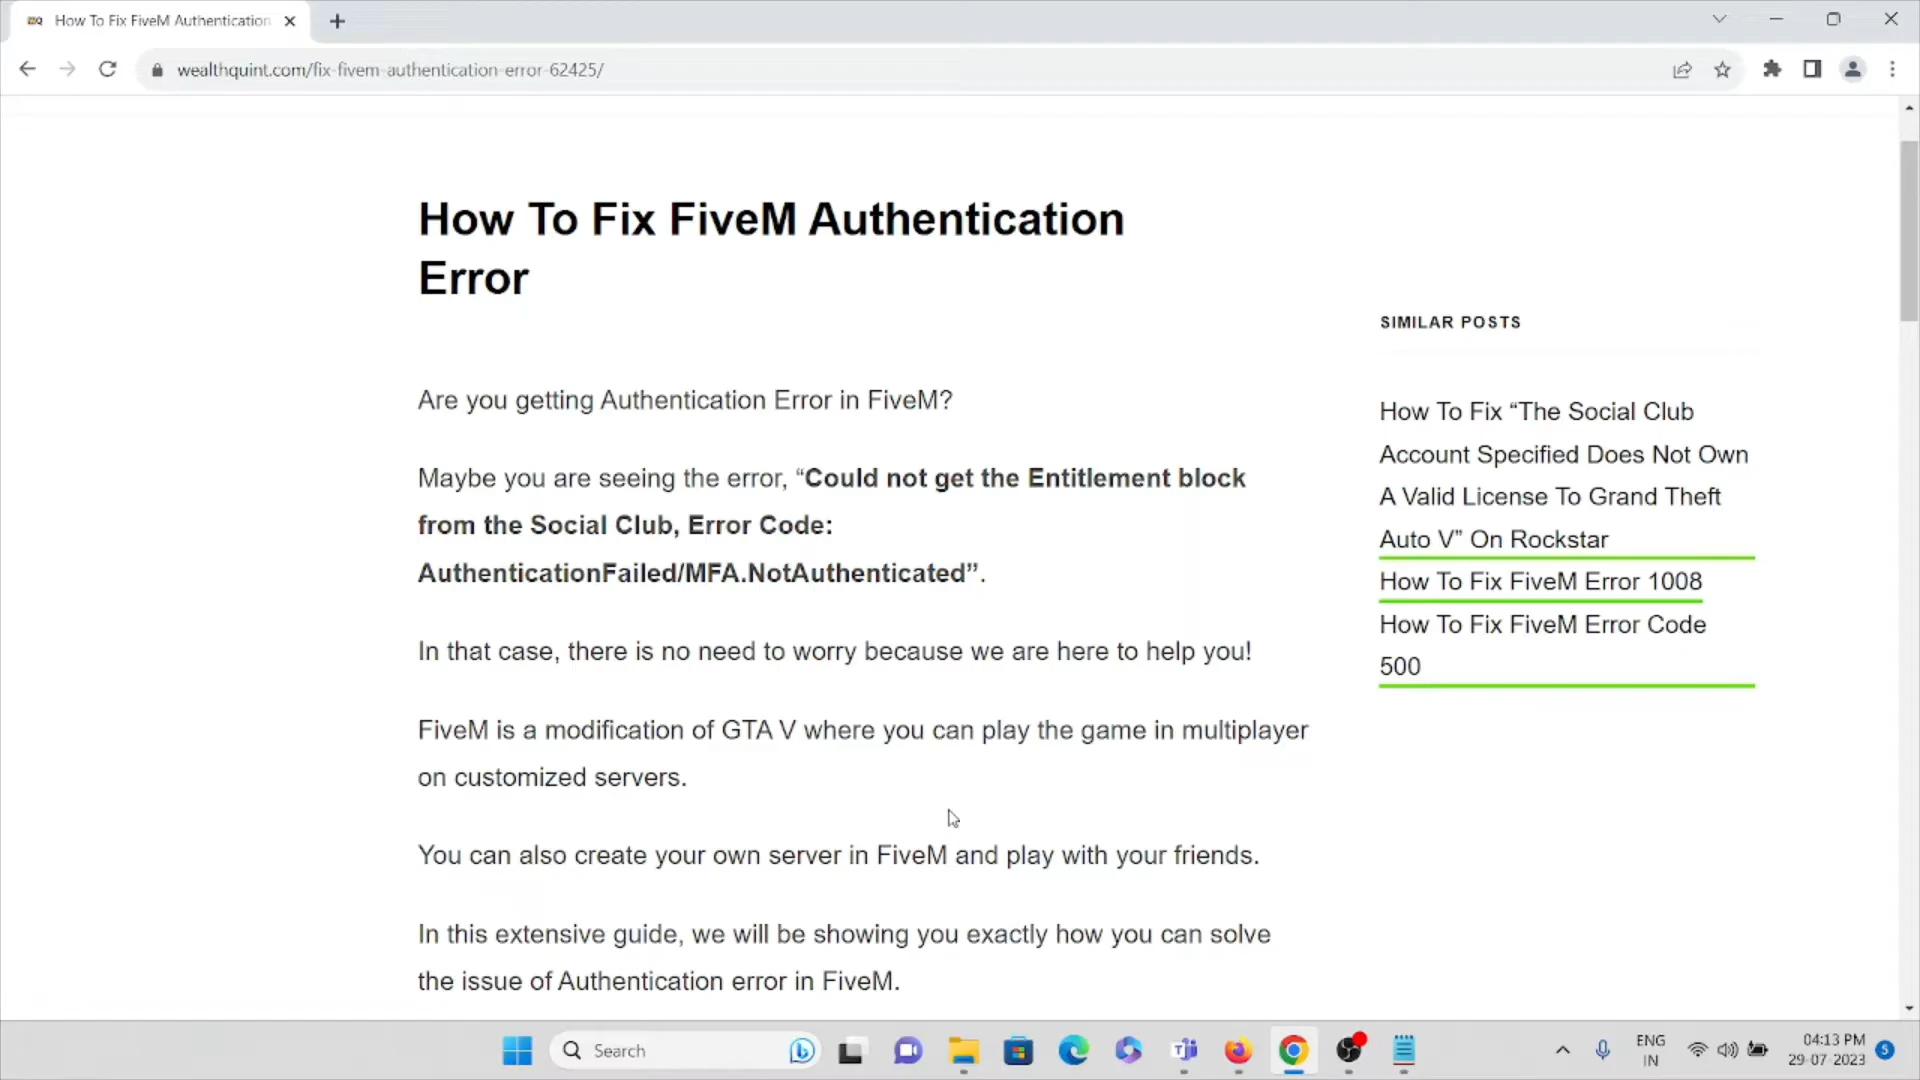 How To Fix FiveM Authentication
wealthquint.com/fix-fivem-authentication-error-62425/
How To Fix FiveM Authentication
Error
Are you getting Authentication Error in FiveM?
Maybe you are seeing the error, “Could not get the Entitlement block
from the Social Club, Error Code:
AuthenticationFailed/MFA.NotAuthenticated”.
In that case, there is no need to worry because we are here to help you!
FiveM is a modification of GTA V where you can play the game in multiplayer
on customized servers.
You can also create your own server in FiveM and play with your friends.
In this extensive guide, we will be showing you exactly how you can solve
the issue of Authentication error in FiveM.
SIMILAR POSTS
How To Fix “The Social Club
Account Specified Does Not Own
A Valid License To Grand Theft
Auto V” On Rockstar
How To Fix FiveM Error 1008
How To Fix FiveM Error Code
500
Search
ENG
IN
04:13 PM
29-07-2023
5